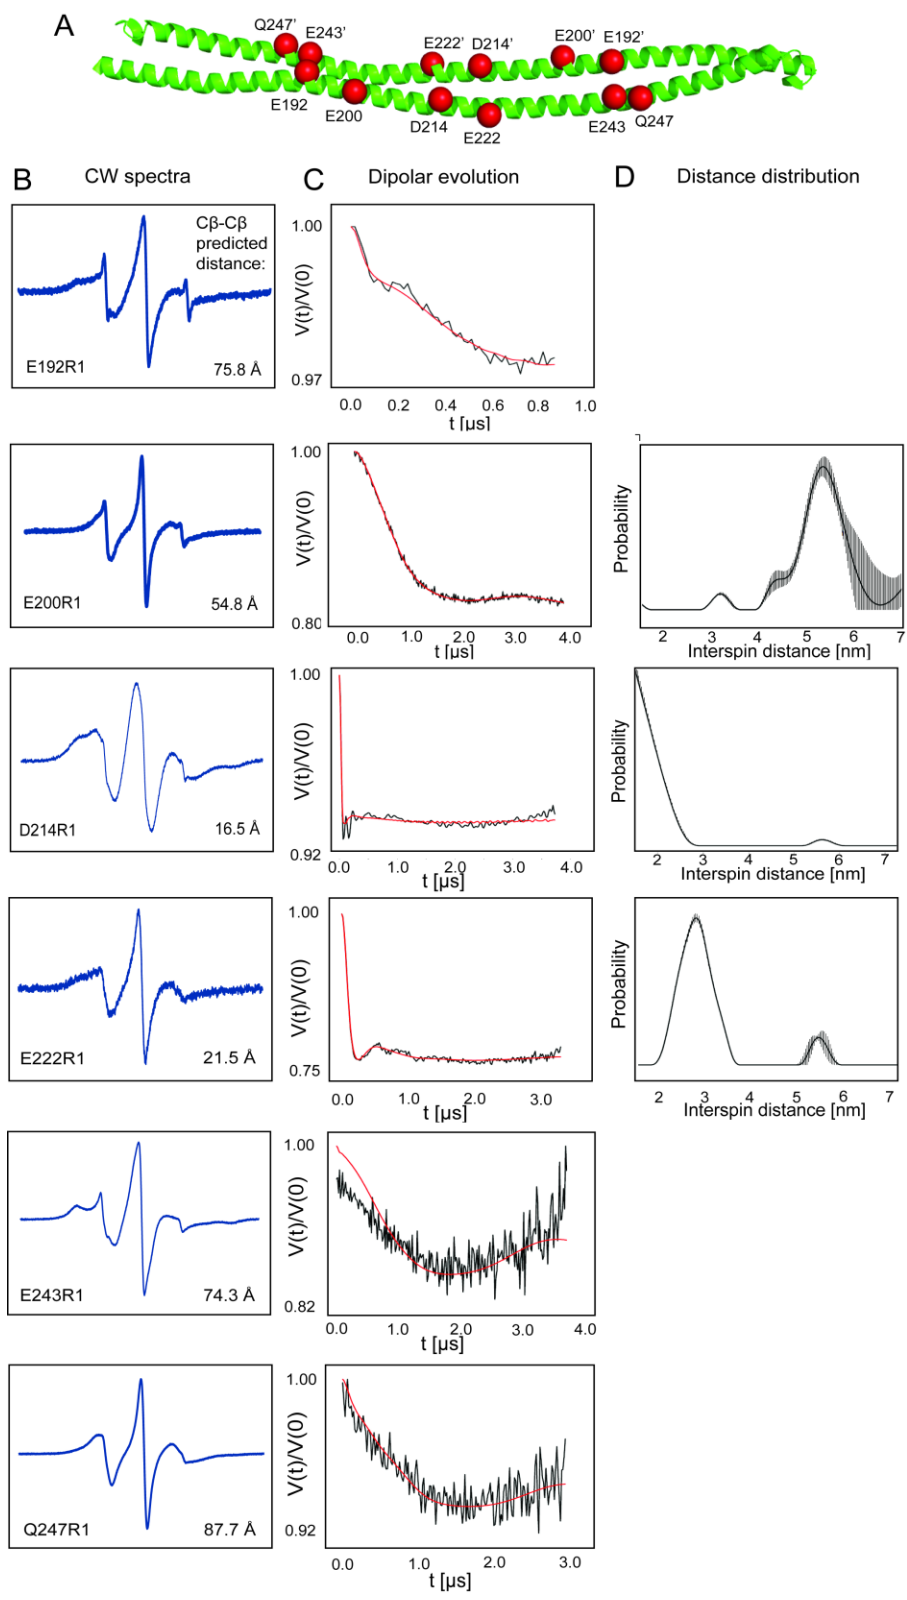 A
Q247’
E243’
E222’
D214’
E200’
E192’
E192
E200
D214
E222
E243
Q247
B
CW spectra
C
Dipolar evolution
D
Distance distribution
Cβ-Cβ
predicted
distance:
E192R1
75.8 Å
V(t)/V(0)
1.00
0.97
0.0 0.2 0.4 0.6 0.8 1.0
t [µs]
E200R1
54.8 Å
V(t)/V(0)
1.00
0.80
0.0 1.0 2.0 3.0 4.0
t [µs]
Probability
2 3 4 5 6 7
Interspin distance [nm]
D214R1
16.5 Å
V(t)/V(0)
1.00
0.92
0.0 1.0 2.0 3.0 4.0
t [µs]
Probability
2 3 4 5 6 7
Interspin distance [nm]
E222R1
21.5 Å
V(t)/V(0)
1.00
0.75
0.0 1.0 2.0 3.0
t [µs]
Probability
2 3 4 5 6 7
Interspin distance [nm]
E243R1
74.3 Å
V(t)/V(0)
1.00
0.82
0.0 1.0 2.0 3.0 4.0
t [µs]
Q247R1
87.7 Å
V(t)/V(0)
1.00
0.92
0.0 1.0 2.0 3.0
t [µs]